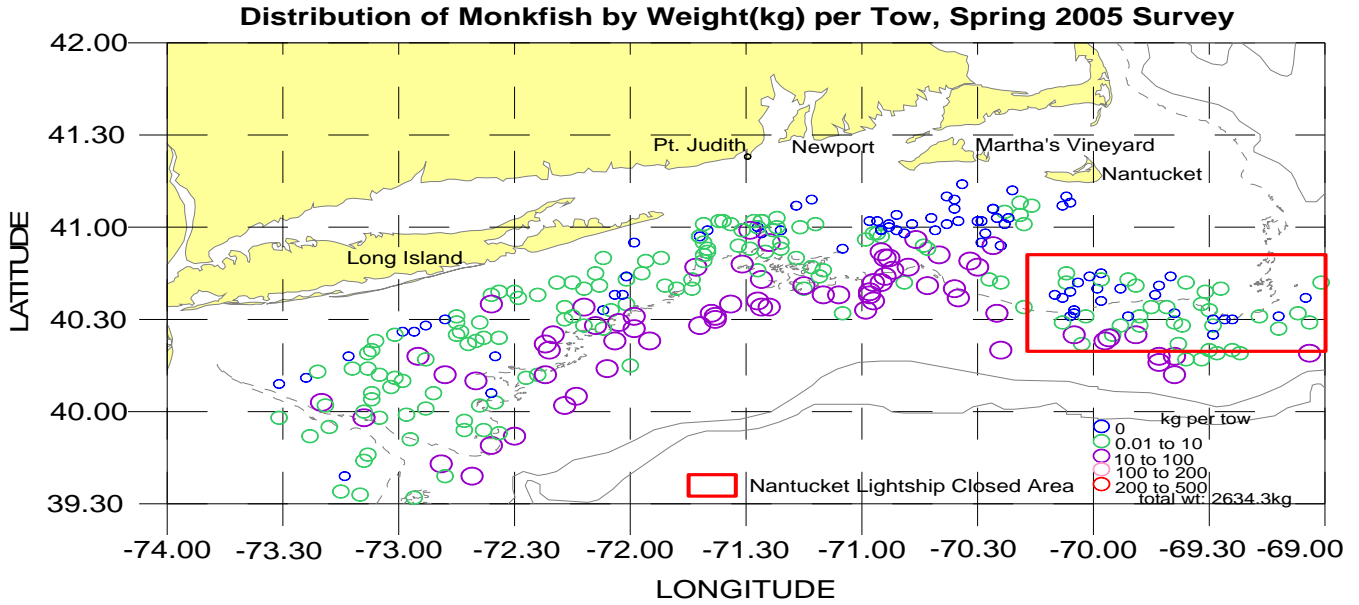 Distribution of Monkfish by Weight(kg) per Tow, Spring 2005 Survey
42.00
41.30
41.00
40.30
40.00
39.30
LATITUDE
Pt. Judith
Newport
Martha's Vineyard
Nantucket
Long Island
kg per tow
0
0.01 to 10
10 to 100
100 to 200
200 to 500
total wt: 2634.3kg
Nantucket Lightship Closed Area
-74.00 -73.30 -73.00 -72.30 -72.00 -71.30 -71.00 -70.30 -70.00 -69.30 -69.00
LONGITUDE